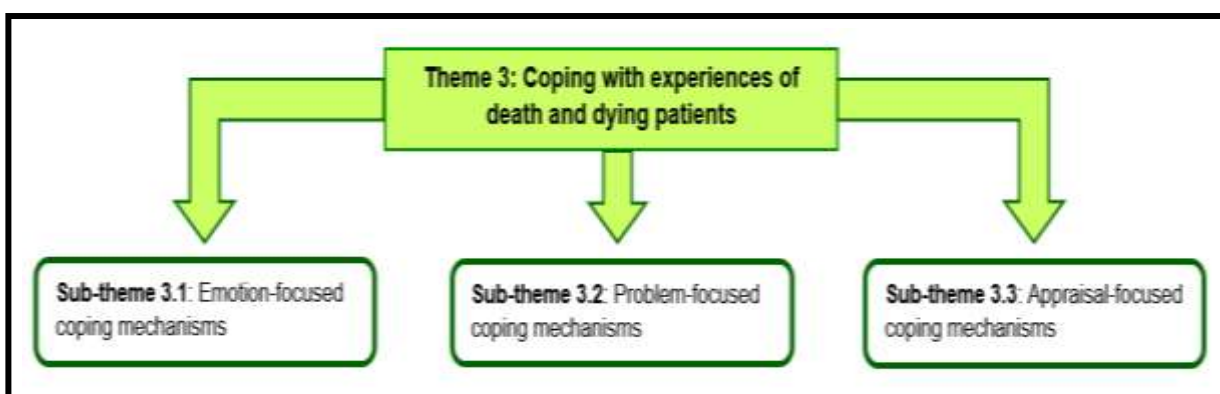 Theme 3: Coping with experiences of
death and dying patients
Sub-theme 3.1: Emotion-focused
coping mechanisms
Sub-theme 3.2: Problem-focused
coping mechanisms
Sub-theme 3.3: Appraisal-focused
coping mechanisms